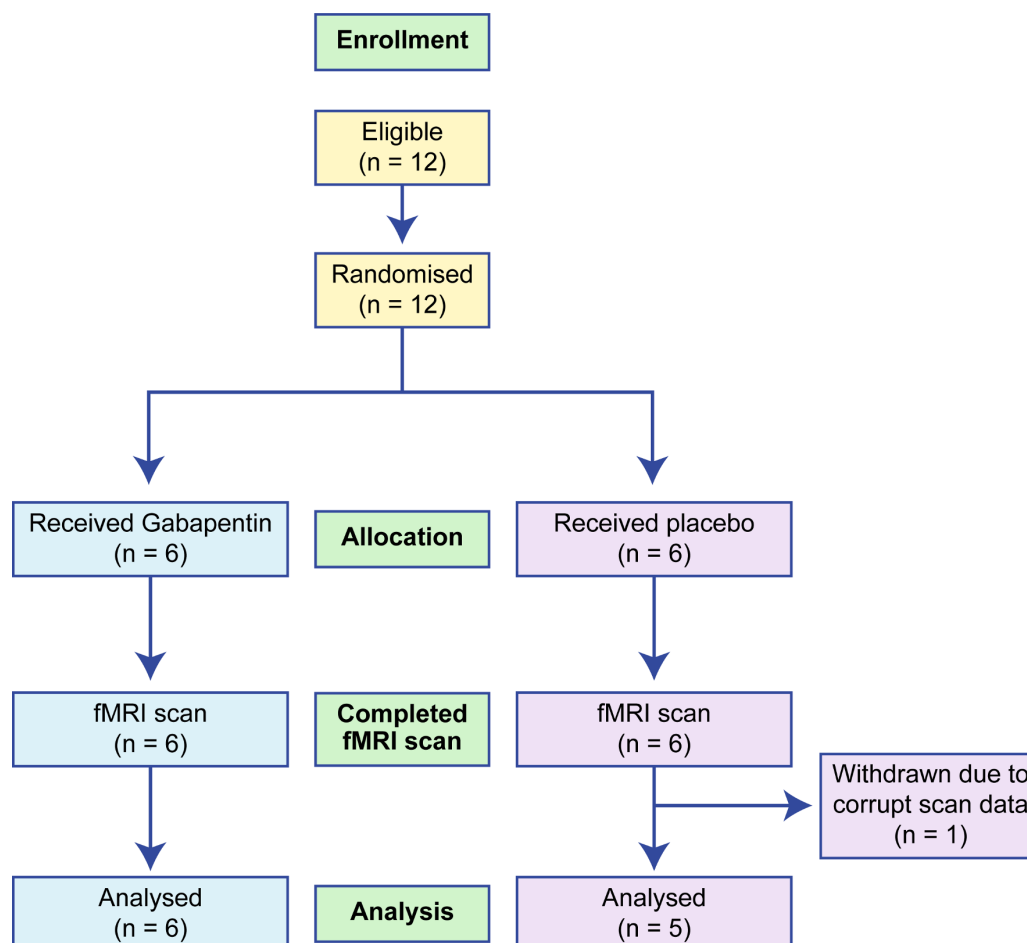 Enrollment
Eligible
(n = 12)
Randomised
(n = 12)
Received Gabapentin
(n = 6)
Allocation
Received placebo
(n = 6)
fMRI scan
(n = 6)
Completed
fMRI scan
fMRI scan
(n = 6)
Withdrawn due to
corrupt scan data
(n = 1)
Analysed
(n = 6)
Analysis
Analysed
(n = 5)